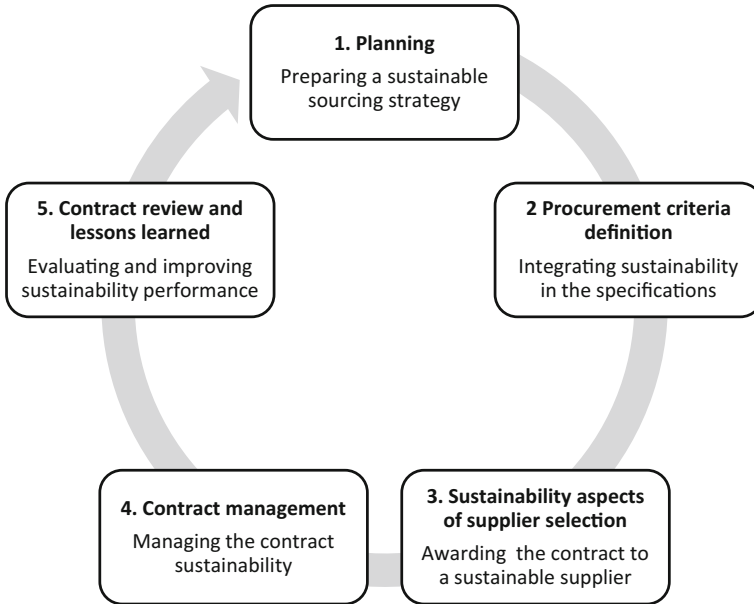 1. Planning
Preparing a sustainable
sourcing strategy
2 Procurement criteria
definition
Integrating sustainability
in the specifications
3. Sustainability aspects
of supplier selection
Awarding the contract to
a sustainable supplier
4. Contract management
Managing the contract
sustainability
5. Contract review and
lessons learned
Evaluating and improving
sustainability performance